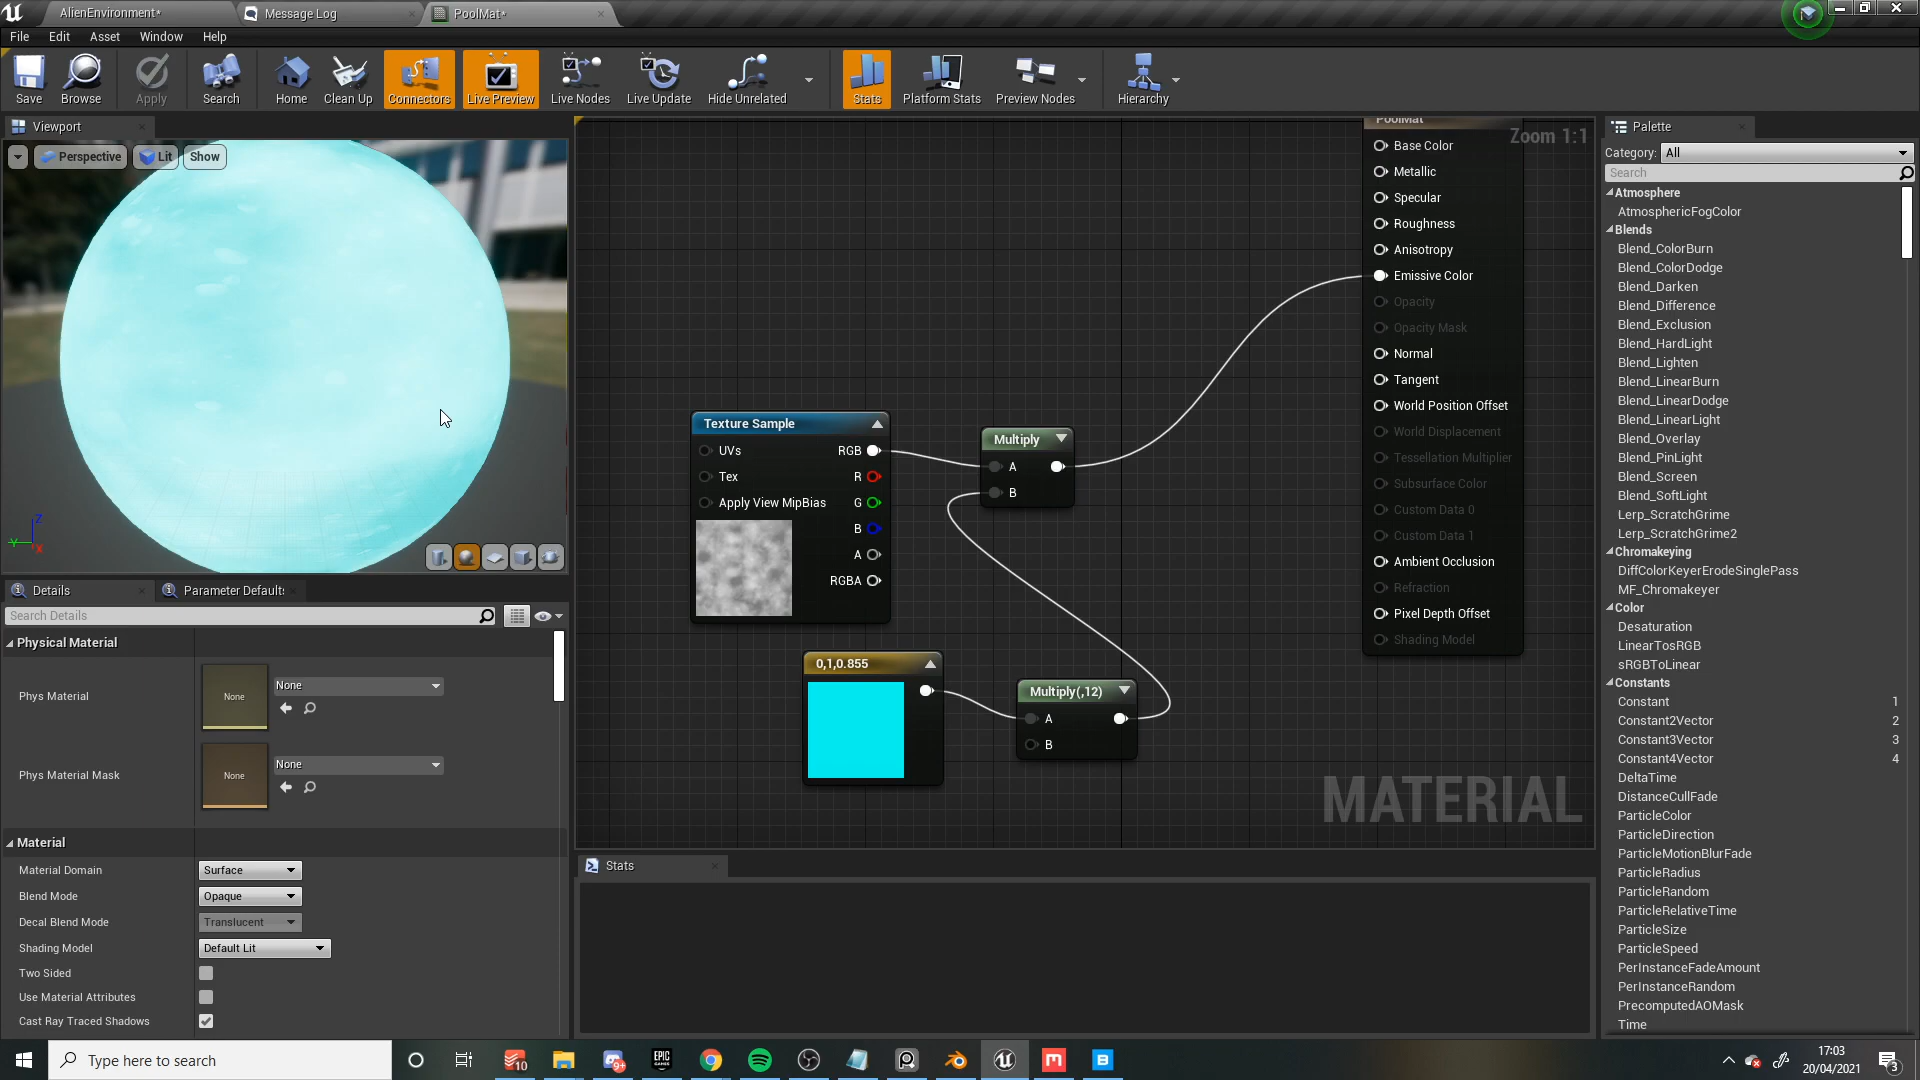 AlienEnvironment*
Message Log
PoolMat*
File Edit Asset Window Help
Save
Browse
Apply
Search
Home
Clean Up
Connectors
Live Preview
Live Nodes
Live Update
Hide Unrelated
Stats
Platform Stats
Preview Nodes
Hierarchy
Viewport
Perspective
Lit
Show
Z
Y
X
Details
Parameter Default
Search Details
Physical Material
Phys Material
None
None
Phys Material Mask
None
None
Material
Material Domain
Surface
Blend Mode
Opaque
Decal Blend Mode
Translucent
Shading Model
Default Lit
Two Sided
Use Material Attributes
Cast Ray Traced Shadows
Zoom 1:1
PoolMat
Base Color
Metallic
Specular
Roughness
Anisotropy
Emissive Color
Opacity
Opacity Mask
Normal
Tangent
World Position Offset
World Displacement
Tessellation Multiplier
Subsurface Color
Custom Data 0
Custom Data 1
Ambient Occlusion
Refraction
Pixel Depth Offset
Shading Model
Texture Sample
UVs RGB
Tex R
Apply View MipBias G
B
A
RGBA
Multiply
A
B
0,1,0.855
Multiply(,12)
A
B
MATERIAL
Stats
Palette
Category: All
Search
Atmosphere
AtmosphericFogColor
Blends
Blend_ColorBurn
Blend_ColorDodge
Blend_Darken
Blend_Difference
Blend_Exclusion
Blend_HardLight
Blend_Lighten
Blend_LinearBurn
Blend_LinearDodge
Blend_LinearLight
Blend_Overlay
Blend_PinLight
Blend_Screen
Blend_SoftLight
Lerp_ScratchGrime
Lerp_ScratchGrime2
Chromakeying
DiffColorKeyerErodeSinglePass
MF_Chromakeyer
Color
Desaturation
LinearTosRGB
sRGBToLinear
Constants
Constant 1
Constant2Vector 2
Constant3Vector 3
Constant4Vector 4
DeltaTime
DistanceCullFade
ParticleColor
ParticleDirection
ParticleMotionBlurFade
ParticleRadius
ParticleRandom
ParticleRelativeTime
ParticleSize
ParticleSpeed
PerInstanceFadeAmount
PerInstanceRandom
PrecomputedAOMask
Time
Type here to search
10
9+
EPIC
GAMES
17:03
20/04/2021
3